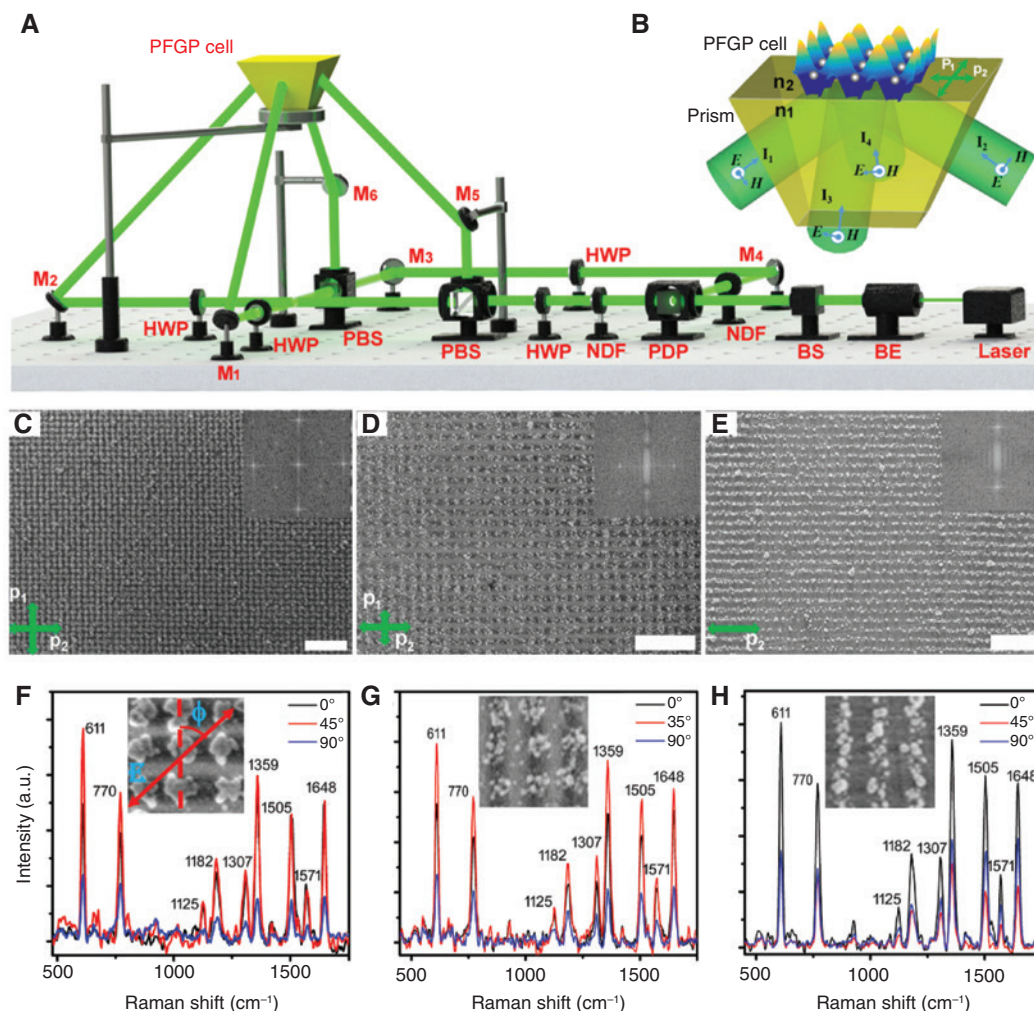 A
PFGP cell
M6
M5
M2
M3
HWP
M4
HWP
HWP
PBS
PBS
HWP
NDF
PDP
NDF
BS
BE
Laser
M1
B
PFGP cell
P1
p2
n2
n1
Prism
I4
I1
E
H
E
H
I2
E
H
I3
E
H
C
p1
p2
D
p1
p2
E
p2
F
0°
45°
90°
ϕ
E
611
770
1125
1182
1307
1359
1505
1571
1648
Intensity (a.u.)
500
1000
1500
Raman shift (cm⁻¹)
G
0°
35°
90°
611
770
1125
1182
1307
1359
1505
1571
1648
500
1000
1500
Raman shift (cm⁻¹)
H
0°
45°
90°
611
770
1125
1182
1307
1359
1505
1571
1648
500
1000
1500
Raman shift (cm⁻¹)